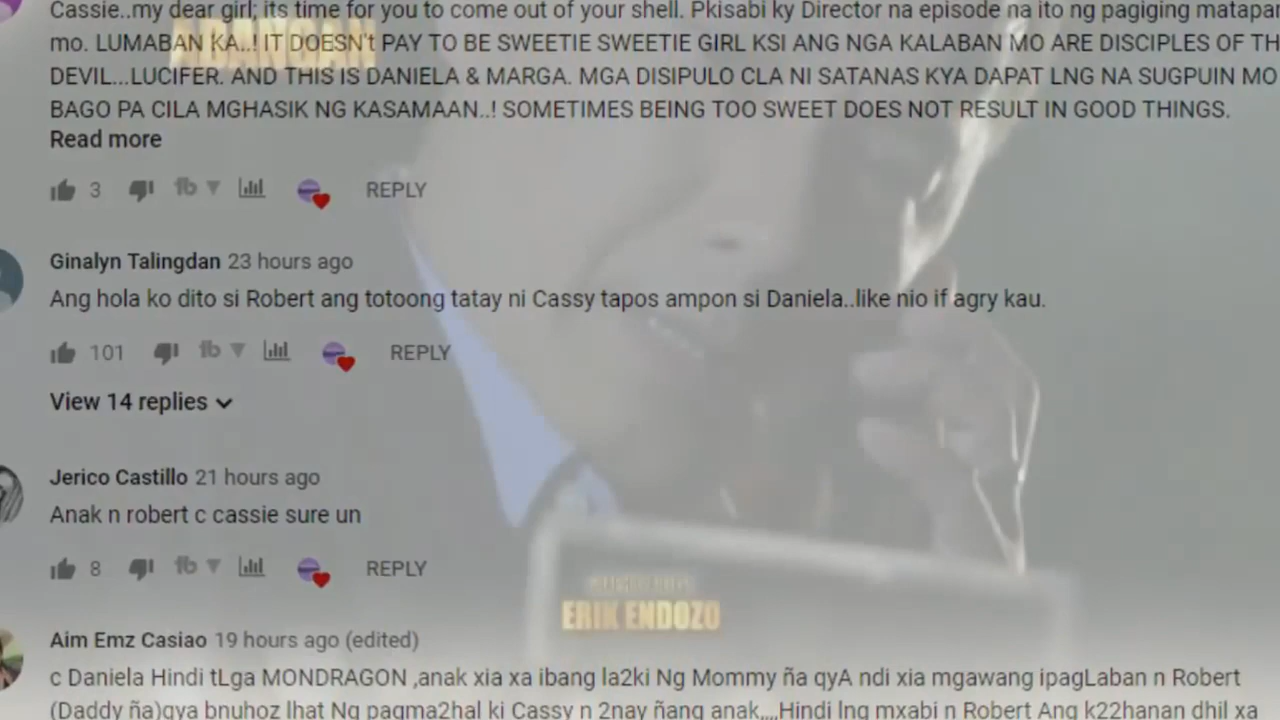 Cassie..my dear girl; its time for you to come out of your shell. Pkisabi ky Director na episode na ito ng pagiging matapan
mo. LUMABAN KA..! IT DOESN't PAY TO BE SWEETIE SWEETIE GIRL KSI ANG NGA KALABAN MO ARE DISCIPLES OF TH
DEVIL...LUCIFER. AND THIS IS DANIELA & MARGA. MGA DISIPULO CLA NI SATANAS KYA DAPAT LNG NA SUGPUIN MO
BAGO PA CILA MGHASIK NG KASAMAAN..! SOMETIMES BEING TOO SWEET DOES NOT RESULT IN GOOD THINGS.
Read more
3 REPLY
Ginalyn Talingdan 23 hours ago
Ang hola ko dito si Robert ang totoong tatay ni Cassy tapos ampon si Daniela..like nio if agry kau.
101 REPLY
View 14 replies
Jerico Castillo 21 hours ago
Anak n robert c cassie sure un
8 REPLY
ERIK ENDOZO
Aim Emz Casiao 19 hours ago (edited)
c Daniela Hindi tLga MONDRAGON ,anak xia xa ibang la2ki Ng Mommy ña qyA ndi xia mgawang ipagLaban n Robert
(Daddy ña)qya bnuhoz lhat Ng pagma2hal ki Cassy n 2nay ñang anak,,,,Hindi lng mxabi n Robert Ang k22hanan dhil xa